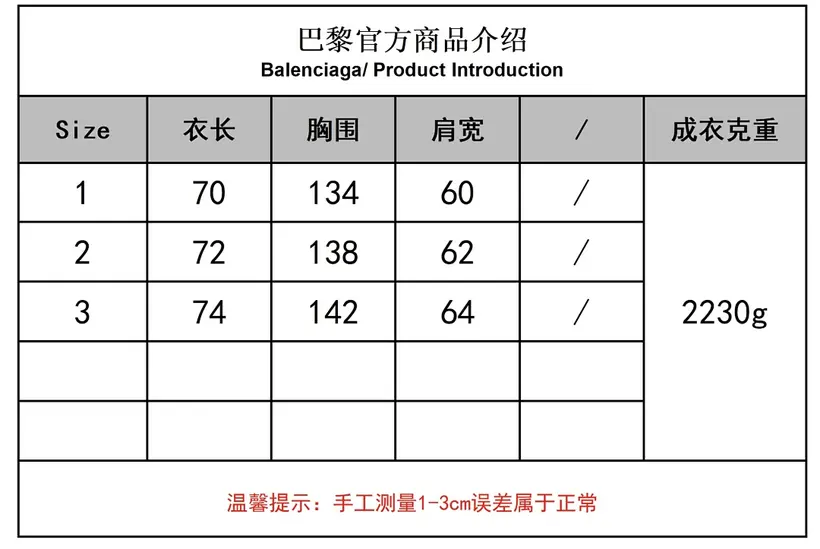 巴黎官方商品介绍
Balenciaga/ Product Introduction
Size 衣长 胸围 肩宽 / 成衣克重
1 70 134 60 /
2 72 138 62 /
3 74 142 64 / 2230g
温馨提示：手工测量1-3cm误差属于正常